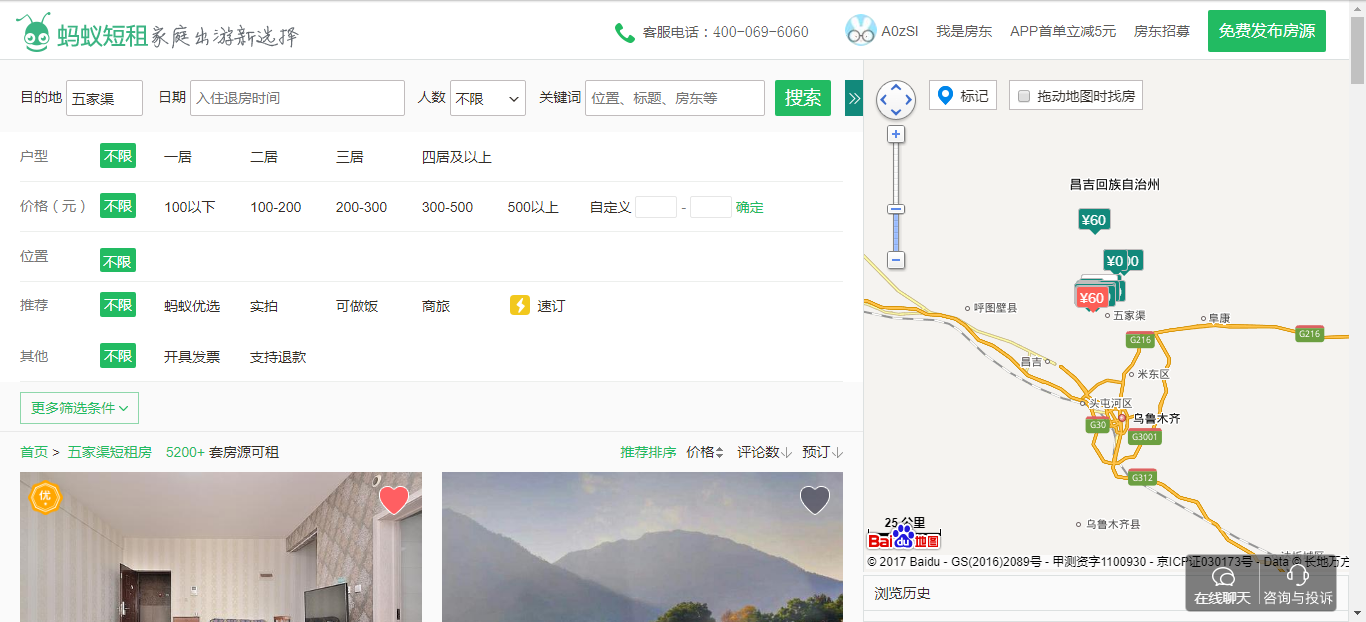 蚂蚁短租 家庭出游新选择
客服电话：400-069-6060
A0zSI 我是房东 APP首单立减5元 房东招募 免费发布房源
目的地 五家渠 日期 入住退房时间 人数 不限 关键词 位置、标题、房东等 搜索
标记 拖动地图时找房
户型 不限 一居 二居 三居 四居及以上
价格（元） 不限 100以下 100-200 200-300 300-500 500以上 自定义 - 确定
位置 不限
推荐 不限 蚂蚁优选 实拍 可做饭 商旅 速订
其他 不限 开具发票 支持退款
更多筛选条件
首页 > 五家渠短租房 5200+ 套房源可租
推荐排序 价格 评论数 预订
优
昌吉回族自治州
¥60
¥0
¥60
五家渠
呼图壁县
阜康
G216
G216
昌吉
米东区
头屯河区
乌鲁木齐
G30
G3001
G312
乌鲁木齐县
25 公里
Bai du 地图
© 2017 Baidu - GS(2016)2089号 - 甲测资字1100930 - 京ICP证030173号 - Data © 长地万方
浏览历史
在线聊天 咨询与投诉